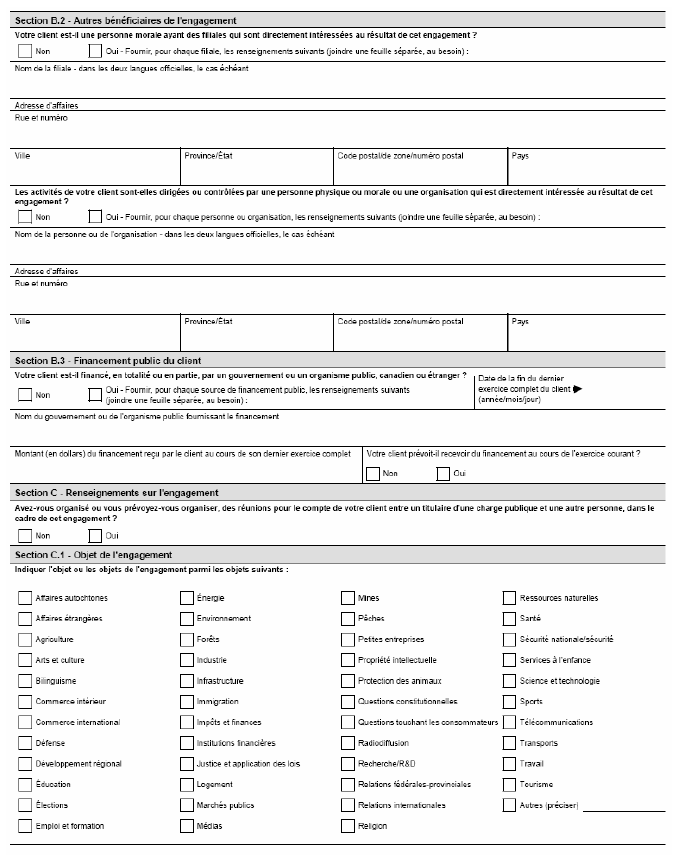 Section B.2 - Autres bénéficiaires de l'engagement
Votre client est-il une personne morale ayant des filiales qui sont directement intéressées au résultat de cet engagement ?
Non Oui - Fournir, pour chaque filiale, les renseignements suivants (joindre une feuille séparée, au besoin) :
Nom de la filiale - dans les deux langues officielles, le cas échéant
Adresse d'affaires
Rue et numéro
Ville Province/État Code postal/de zone/numéro postal Pays
Les activités de votre client sont-elles dirigées ou contrôlées par une personne physique ou morale ou une organisation qui est directement intéressée au résultat de cet
engagement ?
Non Oui - Fournir, pour chaque personne ou organisation, les renseignements suivants (joindre une feuille séparée, au besoin) :
Nom de la personne ou de l'organisation - dans les deux langues officielles, le cas échéant
Adresse d'affaires
Rue et numéro
Ville Province/État Code postal/de zone/numéro postal Pays
Section B.3 - Financement public du client
Votre client est-il financé, en totalité ou en partie, par un gouvernement ou un organisme public, canadien ou étranger ?
Non Oui - Fournir, pour chaque source de financement public, les renseignements suivants
(joindre une feuille séparée, au besoin) :
Date de la fin du dernier
exercice complet du client
(année/mois/jour)
Nom du gouvernement ou de l'organisme public fournissant le financement
Montant (en dollars) du financement reçu par le client au cours de son dernier exercice complet
Votre client prévoit-il recevoir du financement au cours de l'exercice courant ?
Non Oui
Section C - Renseignements sur l'engagement
Avez-vous organisé ou vous prévoyez-vous organiser, des réunions pour le compte de votre client entre un titulaire d'une charge publique et une autre personne, dans le
cadre de cet engagement ?
Non Oui
Section C.1 - Objet de l'engagement
Indiquer l'objet ou les objets de l'engagement parmi les objets suivants :
Affaires autochtones Énergie Mines Ressources naturelles
Affaires étrangères Environnement Pêches Santé
Agriculture Forêts Petites entreprises Sécurité nationale/sécurité
Arts et culture Industrie Propriété intellectuelle Services à l'enfance
Bilinguisme Infrastructure Protection des animaux Science et technologie
Commerce intérieur Immigration Questions constitutionnelles Sports
Commerce international Impôts et finances Questions touchant les consommateurs Télécommunications
Défense Institutions financières Radiodiffusion Transports
Développement régional Justice et application des lois Recherche/R&D Travail
Éducation Logement Relations fédérales-provinciales Tourisme
Élections Marchés publics Relations internationales Autres (préciser)
Emploi et formation Médias Religion